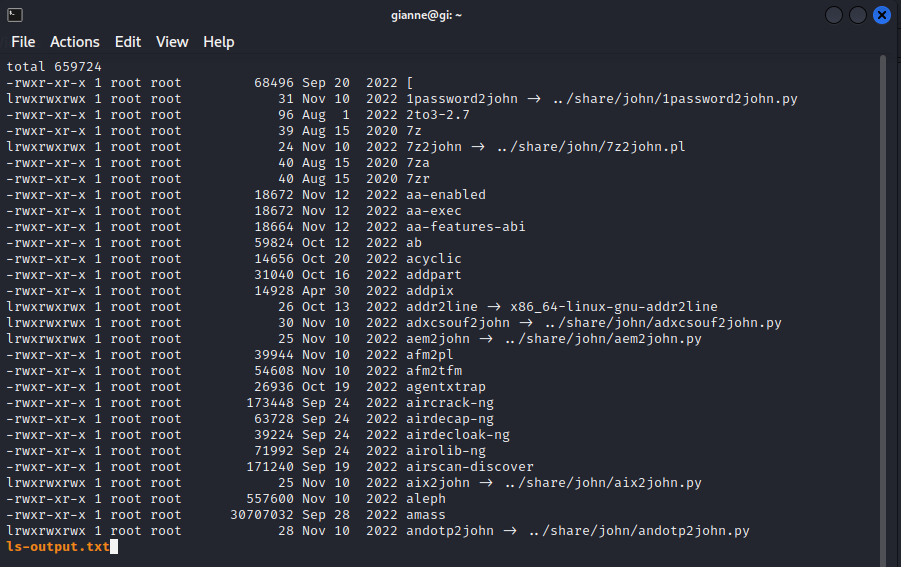 gianne@gi: ~
File Actions Edit View Help
total 659724
-rwxr-xr-x 1 root root 68496 Sep 20 2022 [
lrwxrwxrwx 1 root root 31 Nov 10 2022 1password2john → ../share/john/1password2john.py
-rwxr-xr-x 1 root root 96 Aug 1 2022 2to3-2.7
-rwxr-xr-x 1 root root 39 Aug 15 2020 7z
lrwxrwxrwx 1 root root 24 Nov 10 2022 7z2john → ../share/john/7z2john.pl
-rwxr-xr-x 1 root root 40 Aug 15 2020 7za
-rwxr-xr-x 1 root root 40 Aug 15 2020 7zr
-rwxr-xr-x 1 root root 18672 Nov 12 2022 aa-enabled
-rwxr-xr-x 1 root root 18672 Nov 12 2022 aa-exec
-rwxr-xr-x 1 root root 18664 Nov 12 2022 aa-features-abi
-rwxr-xr-x 1 root root 59824 Oct 12 2022 ab
-rwxr-xr-x 1 root root 14656 Oct 20 2022 acyclic
-rwxr-xr-x 1 root root 31040 Oct 16 2022 addpart
-rwxr-xr-x 1 root root 14928 Apr 30 2022 addpix
lrwxrwxrwx 1 root root 26 Oct 13 2022 addr2line → x86_64-linux-gnu-addr2line
lrwxrwxrwx 1 root root 30 Nov 10 2022 adxcsouf2john → ../share/john/adxcsouf2john.py
lrwxrwxrwx 1 root root 25 Nov 10 2022 aem2john → ../share/john/aem2john.py
-rwxr-xr-x 1 root root 39944 Nov 10 2022 afm2pl
-rwxr-xr-x 1 root root 54608 Nov 10 2022 afm2tfm
-rwxr-xr-x 1 root root 26936 Oct 19 2022 agentxtrap
-rwxr-xr-x 1 root root 173448 Sep 24 2022 aircrack-ng
-rwxr-xr-x 1 root root 63728 Sep 24 2022 airdecap-ng
-rwxr-xr-x 1 root root 39224 Sep 24 2022 airdecloak-ng
-rwxr-xr-x 1 root root 71992 Sep 24 2022 airolib-ng
-rwxr-xr-x 1 root root 171240 Sep 19 2022 airscan-discover
lrwxrwxrwx 1 root root 25 Nov 10 2022 aix2john → ../share/john/aix2john.py
-rwxr-xr-x 1 root root 557600 Nov 10 2022 aleph
-rwxr-xr-x 1 root root 30707032 Sep 28 2022 amass
lrwxrwxrwx 1 root root 28 Nov 10 2022 andotp2john → ../share/john/andotp2john.py
ls-output.txt